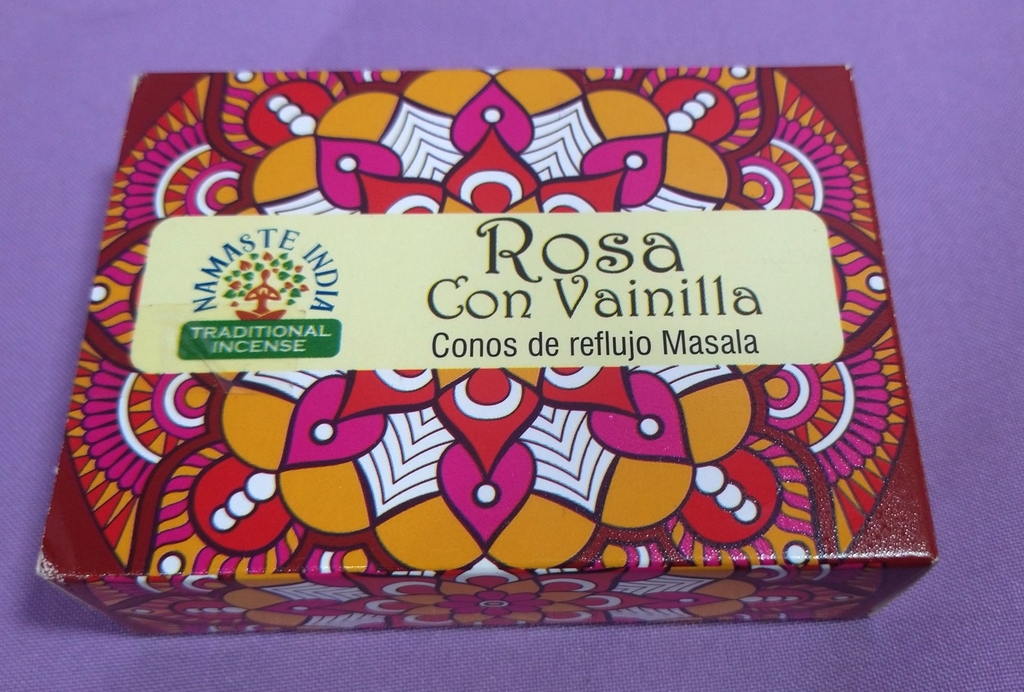 NAMASTE INDIA
TRADITIONAL
INCENSE
Rosa
Con Vainilla
Conos de reflujo Masala